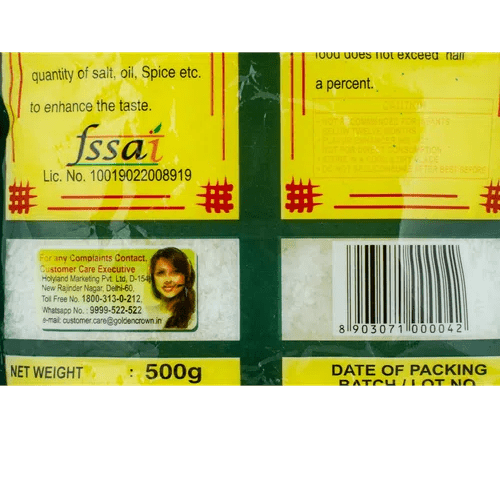 quantity of salt, oil, Spice etc.
to enhance the taste.
fssai
Lic. No. 10019022008919
food does not exceed half
a percent.
For any Complaints Contact,
Customer Care Executive
Holyland Marketing Pvt. Ltd, D-154
New Rajinder Nagar, Delhi-60,
Toll Free No. 1800-313-0-212,
Whatsapp No.: 9999-522-522
e-mail: customer.care@goldencrown.in
8 903071 000042
NET WEIGHT : 500g
DATE OF PACKING
BATCH / LOT NO